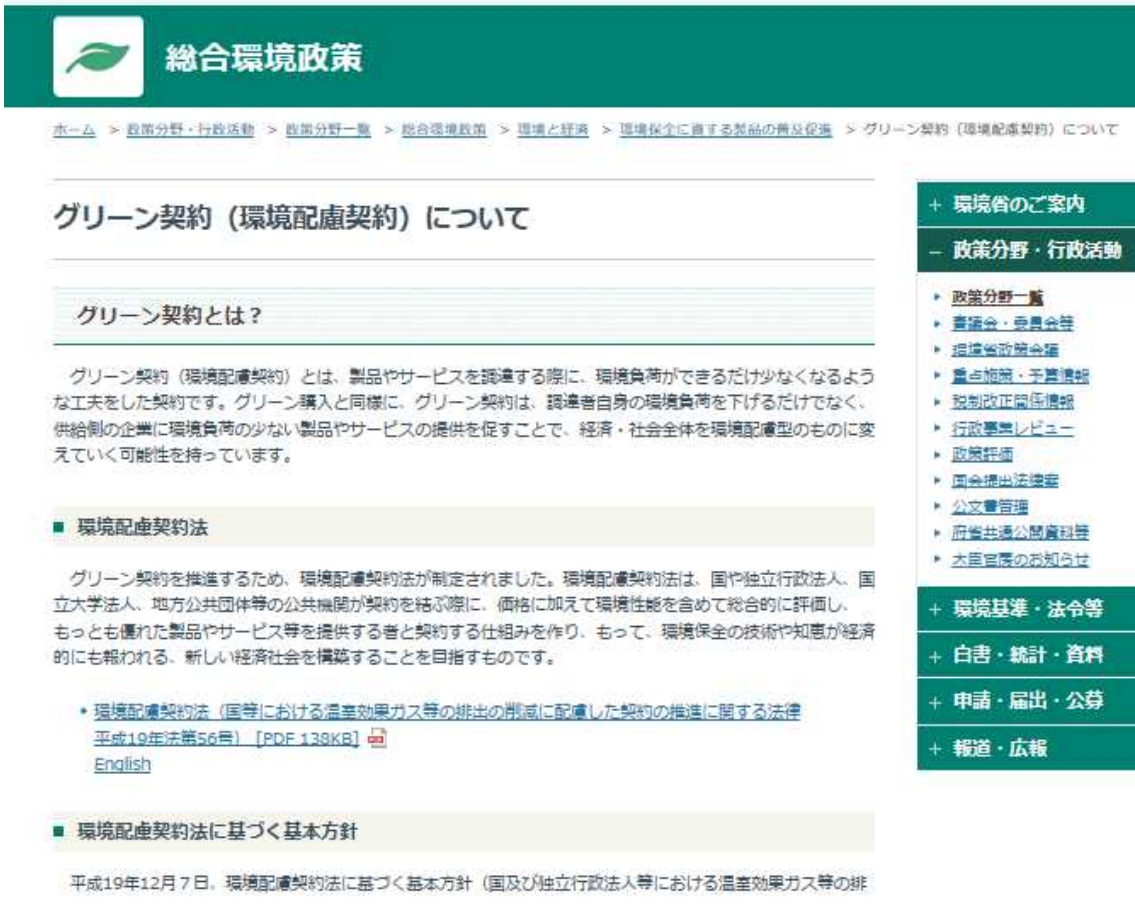 総合環境政策
ホーム > 政策分野・行政活動 > 政策分野一覧 > 総合環境政策 > 環境と経済 > 環境保全に資する製品の普及促進 > グリーン契約（環境配慮契約）について
グリーン契約（環境配慮契約）について
グリーン契約とは？
グリーン契約（環境配慮契約）とは、製品やサービスを調達する際に、環境負荷ができるだけ少なくなるよう
な工夫をした契約です。グリーン購入と同様に、グリーン契約は、調達者自身の環境負荷を下げるだけでなく、
供給側の企業に環境負荷の少ない製品やサービスの提供を促すことで、経済・社会全体を環境配慮型のものに変
えていく可能性を持っています。
■ 環境配慮契約法
グリーン契約を推進するため、環境配慮契約法が制定されました。環境配慮契約法は、国や独立行政法人、国
立大学法人、地方公共団体等の公共機関が契約を結ぶ際に、価格に加えて環境性能を含めて総合的に評価し、
もっとも優れた製品やサービス等を提供する者と契約する仕組みを作り、もって、環境保全の技術や知恵が経済
的にも報われる、新しい経済社会を構築することを目指すものです。
環境配慮契約法（国等における温室効果ガス等の排出の削減に配慮した契約の推進に関する法律
平成19年法第56号） [PDF 138KB]
English
■ 環境配慮契約法に基づく基本方針
平成19年12月7日、環境配慮契約法に基づく基本方針（国及び独立行政法人等における温室効果ガス等の排
+ 環境省のご案内
− 政策分野・行政活動
政策分野一覧
審議会・委員会等
環境省政策会議
重点施策・予算情報
税制改正関係情報
行政事業レビュー
政策評価
国会提出法律案
公文書管理
府省共通公開資料等
大臣官房のお知らせ
+ 環境基準・法令等
+ 白書・統計・資料
+ 申請・届出・公募
+ 報道・広報